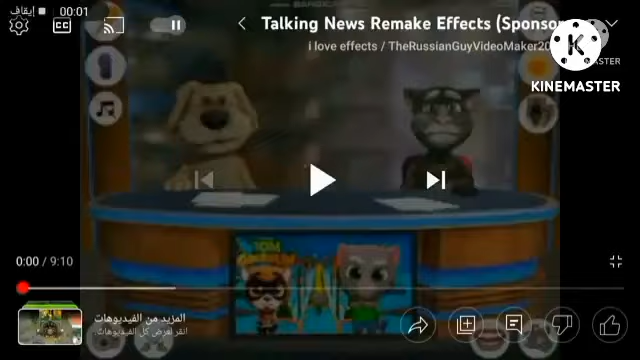 إيقاف 00:01
Talking News Remake Effects (Sponsor
i love effects / TheRussianGuyVideoMaker20
KINEMASTER
0:00 / 9:10
المزيد من الفيديوهات
انقر لعرض كل الفيديوهات